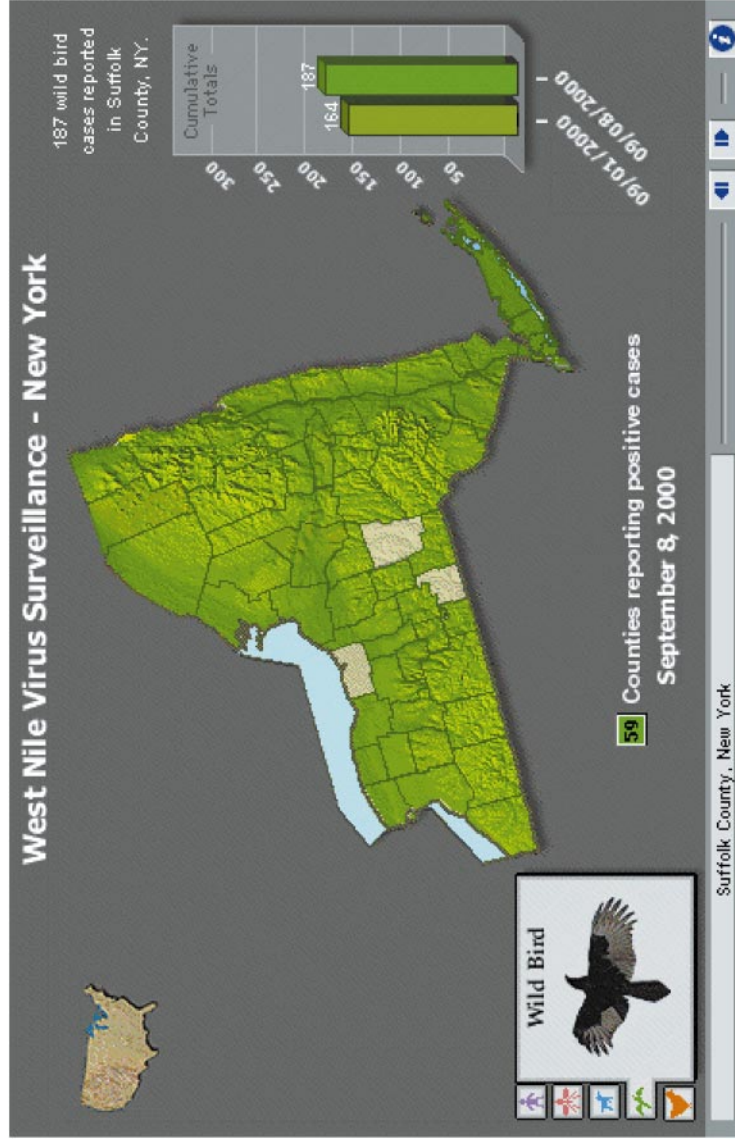 West Nile Virus Surveillance - New York
187 wild bird
cases reported
in Suffolk
County, NY.
Cumulative
Totals
300
250
200
150
100
50
164
187
09/01/2000
09/08/2000
59 Counties reporting positive cases
September 8, 2000
Wild Bird
Suffolk County, New York
i